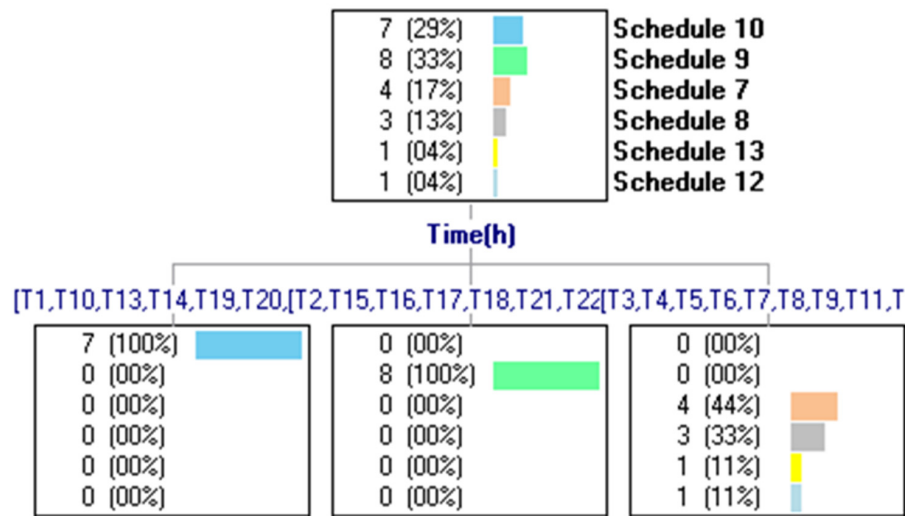 7 (29%) Schedule 10
8 (33%) Schedule 9
4 (17%) Schedule 7
3 (13%) Schedule 8
1 (04%) Schedule 13
1 (04%) Schedule 12
Time(h)
[T1,T10,T13,T14,T19,T20,[T2,T15,T16,T17,T18,T21,T22[T3,T4,T5,T6,T7,T8,T9,T11,T
7 (100%) 0 (00%) 0 (00%)
0 (00%) 8 (100%) 0 (00%)
0 (00%) 0 (00%) 4 (44%)
0 (00%) 0 (00%) 3 (33%)
0 (00%) 0 (00%) 1 (11%)
0 (00%) 0 (00%) 1 (11%)